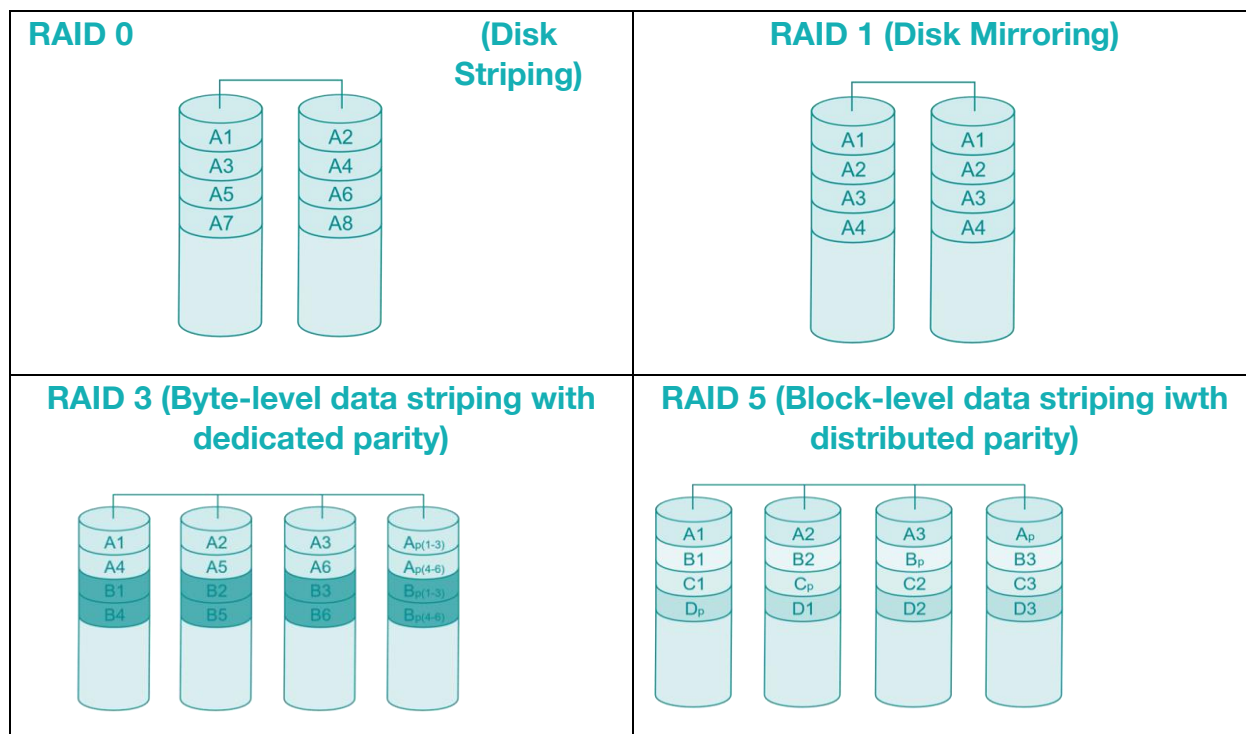 RAID 0 (Disk
Striping)
A1 A2
A3 A4
A5 A6
A7 A8
RAID 1 (Disk Mirroring)
A1 A1
A2 A2
A3 A3
A4 A4
RAID 3 (Byte-level data striping with
dedicated parity)
A1 A2 A3 Ap(1-3)
A4 A5 A6 Ap(4-6)
B1 B2 B3 Bp(1-3)
B4 B5 B6 Bp(4-6)
RAID 5 (Block-level data striping iwth
distributed parity)
A1 A2 A3 Ap
B1 B2 Bp B3
C1 Cp C2 C3
Dp D1 D2 D3